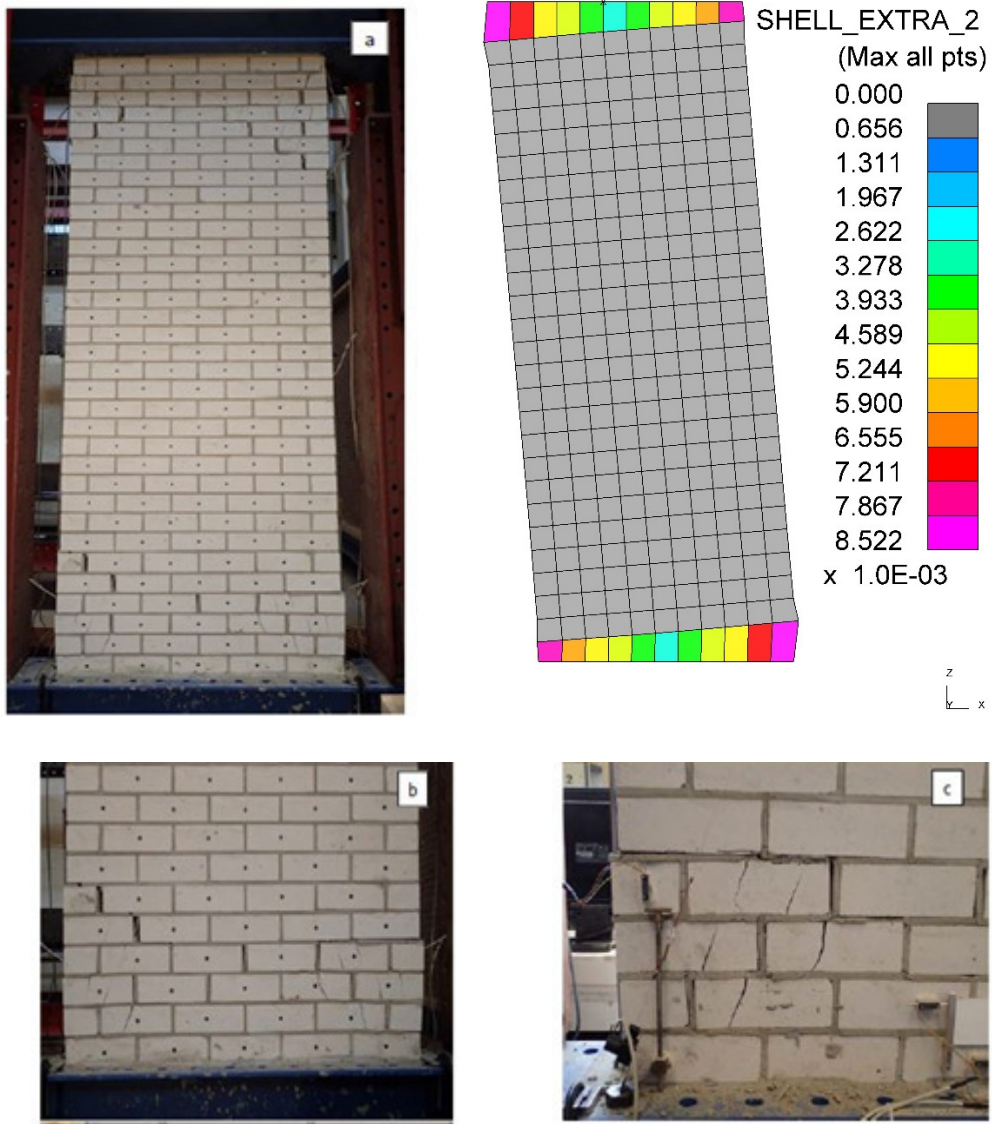 a
SHELL_EXTRA_2
(Max all pts)
0.000
0.656
1.311
1.967
2.622
3.278
3.933
4.589
5.244
5.900
6.555
7.211
7.867
8.522
x 1.0E-03
Z
Y X
b
c
2